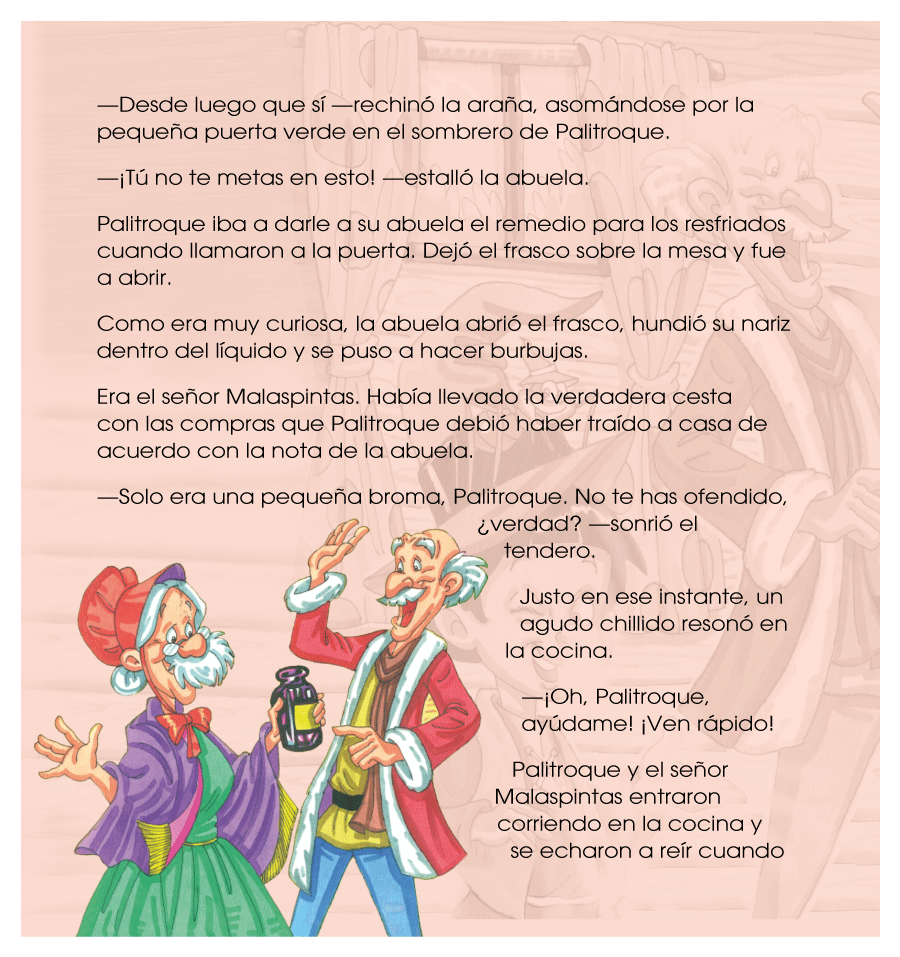 —Desde luego que sí —rechinó la araña, asomándose por la
pequeña puerta verde en el sombrero de Palitroque.
—¡Tú no te metas en esto! —estalló la abuela.
Palitroque iba a darle a su abuela el remedio para los resfriados
cuando llamaron a la puerta. Dejó el frasco sobre la mesa y fue
a abrir.
Como era muy curiosa, la abuela abrió el frasco, hundió su nariz
dentro del líquido y se puso a hacer burbujas.
Era el señor Malaspintas. Había llevado la verdadera cesta
con las compras que Palitroque debió haber traído a casa de
acuerdo con la nota de la abuela.
—Solo era una pequeña broma, Palitroque. No te has ofendido,
¿verdad? —sonrió el
tendero.
Justo en ese instante, un
agudo chillido resonó en
la cocina.
—¡Oh, Palitroque,
ayúdame! ¡Ven rápido!
Palitroque y el señor
Malaspintas entraron
corriendo en la cocina y
se echaron a reír cuando